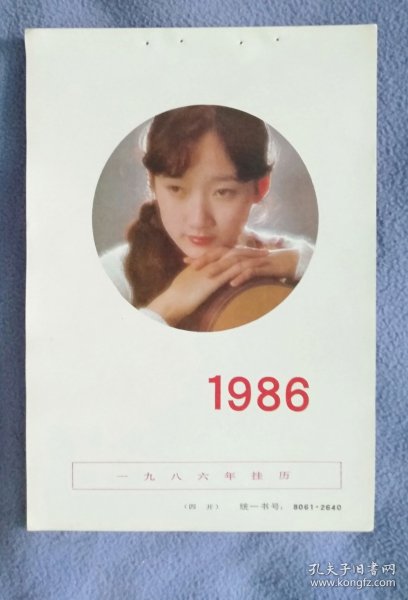 1986
一九八六年挂历
（四开） 统一书号：8061·2640
孔夫子旧书网
www.kongfz.com